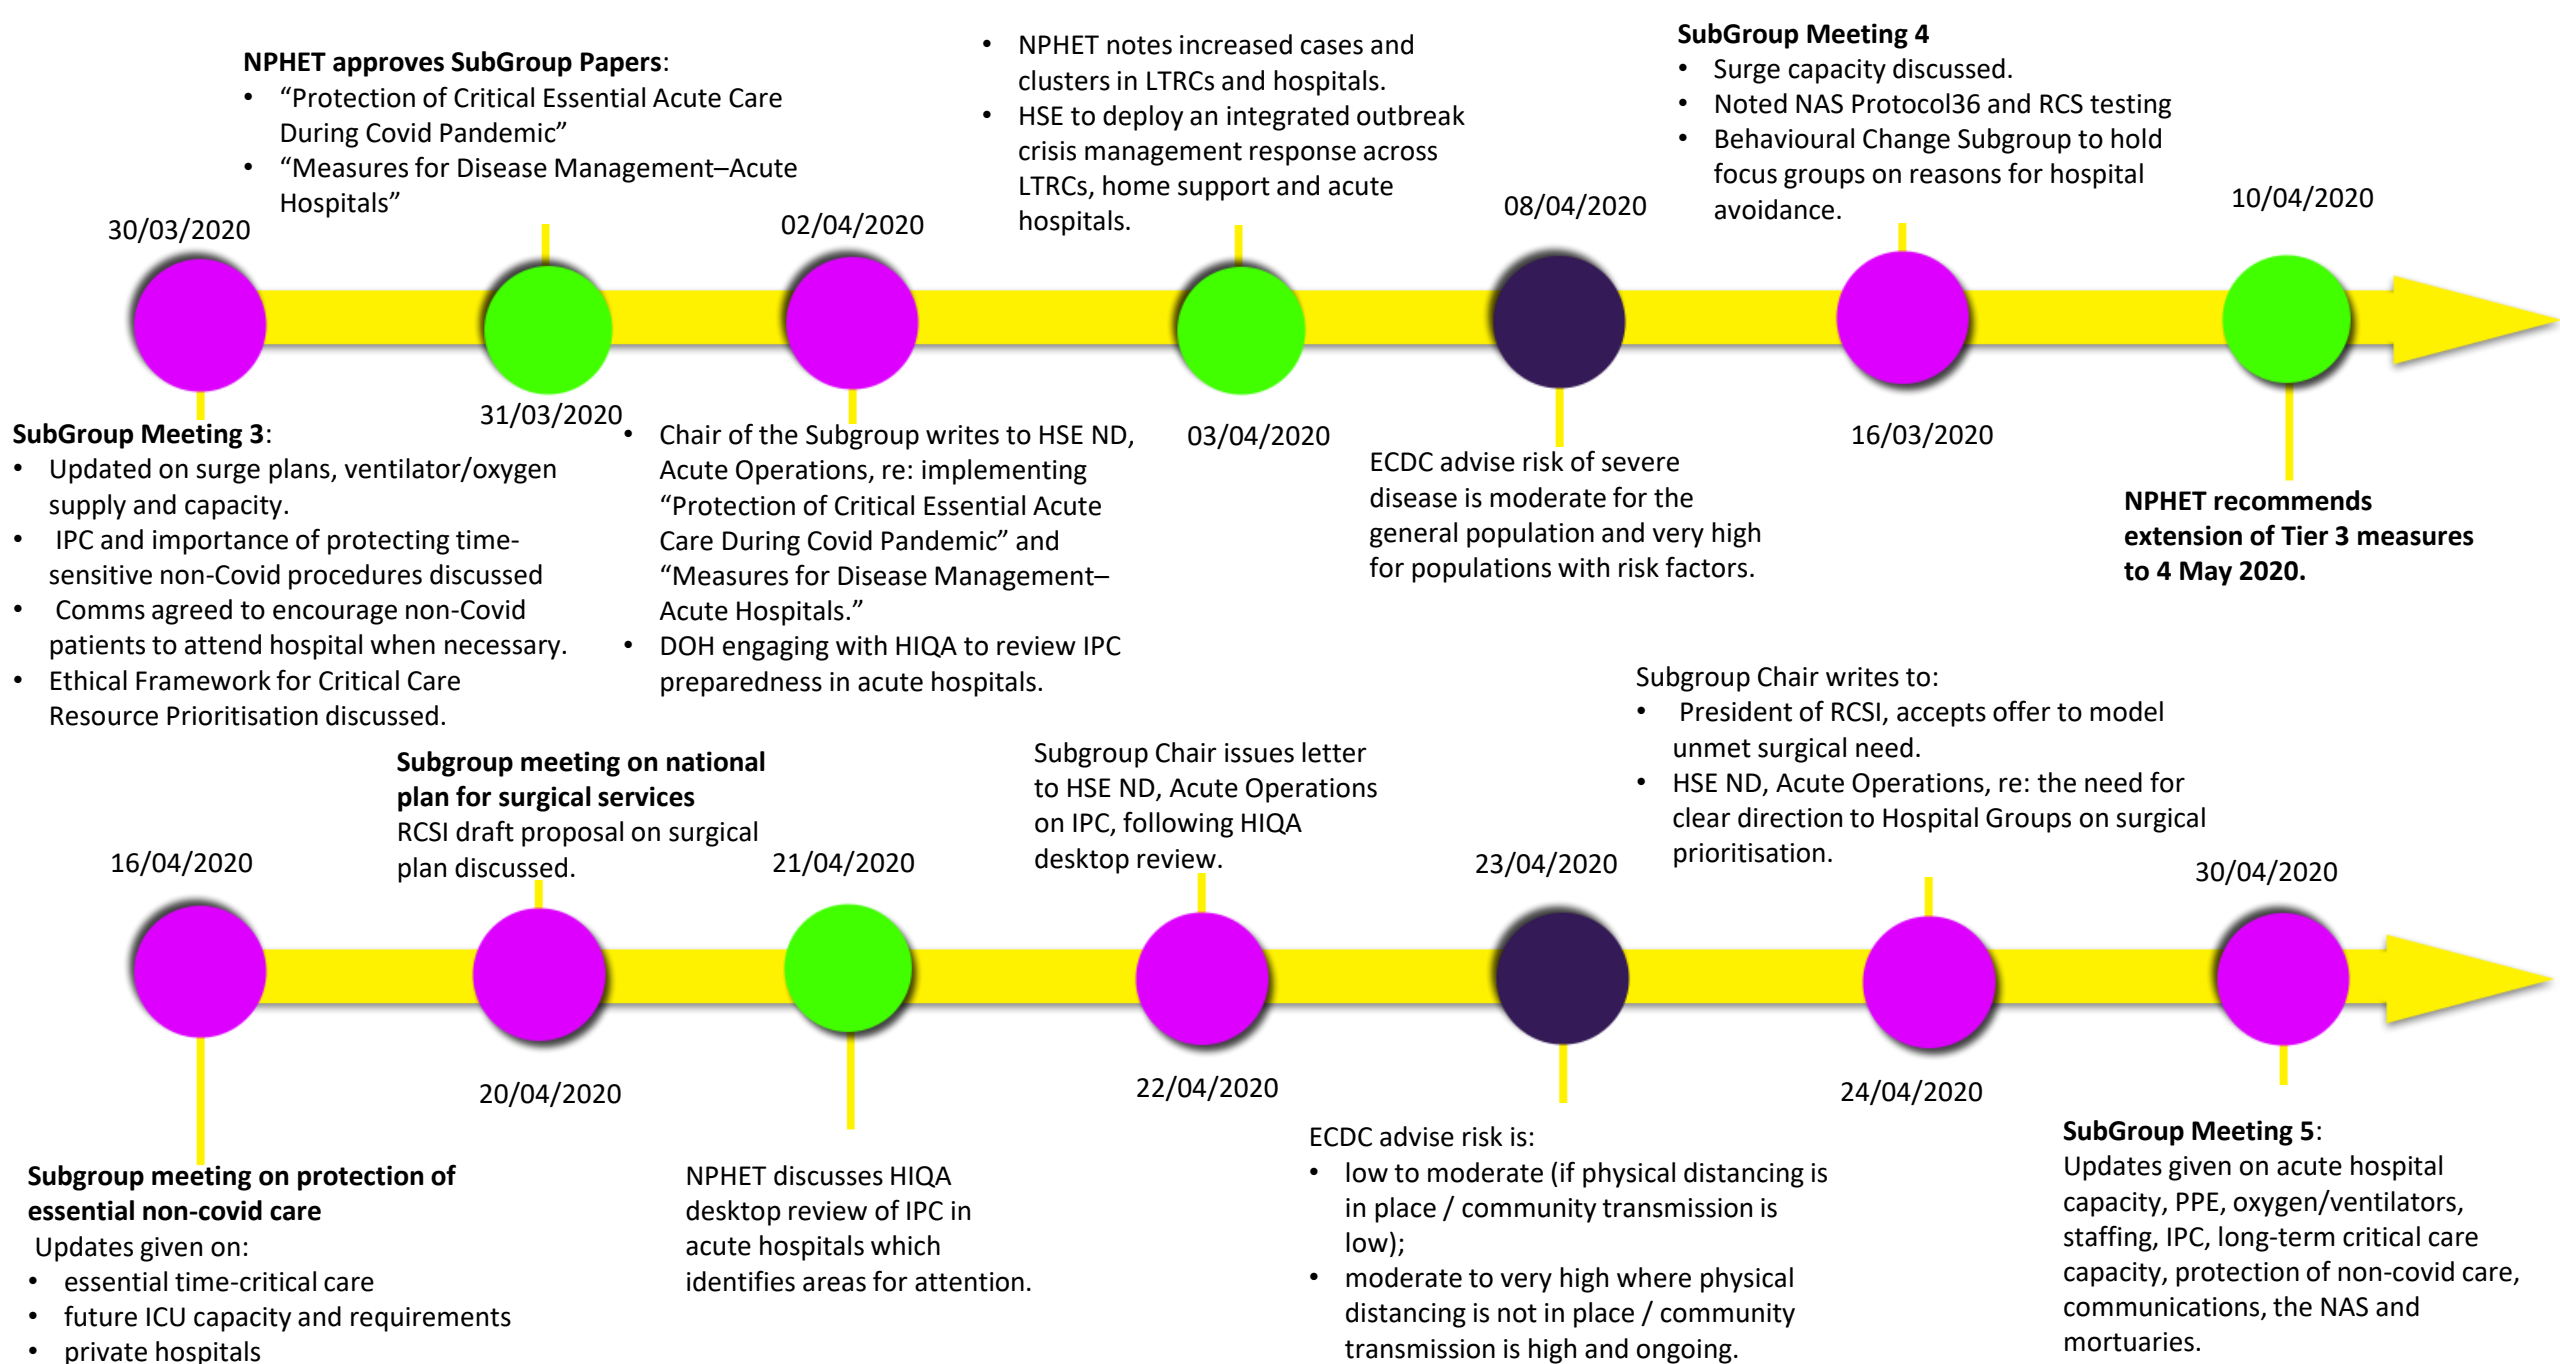 30/03/2020
SubGroup Meeting 3:
• Updated on surge plans, ventilator/oxygen
supply and capacity.
• IPC and importance of protecting time-
sensitive non-Covid procedures discussed
• Comms agreed to encourage non-Covid
patients to attend hospital when necessary.
• Ethical Framework for Critical Care
Resource Prioritisation discussed.
NPHET approves SubGroup Papers:
• “Protection of Critical Essential Acute Care
During Covid Pandemic”
• “Measures for Disease Management–Acute
Hospitals”
31/03/2020
02/04/2020
• Chair of the Subgroup writes to HSE ND,
Acute Operations, re: implementing
“Protection of Critical Essential Acute
Care During Covid Pandemic” and
“Measures for Disease Management–
Acute Hospitals.”
• DOH engaging with HIQA to review IPC
preparedness in acute hospitals.
• NPHET notes increased cases and
clusters in LTRCs and hospitals.
• HSE to deploy an integrated outbreak
crisis management response across
LTRCs, home support and acute
hospitals.
03/04/2020
08/04/2020
ECDC advise risk of severe
disease is moderate for the
general population and very high
for populations with risk factors.
SubGroup Meeting 4
• Surge capacity discussed.
• Noted NAS Protocol36 and RCS testing
• Behavioural Change Subgroup to hold
focus groups on reasons for hospital
avoidance.
16/03/2020
10/04/2020
NPHET recommends
extension of Tier 3 measures
to 4 May 2020.
16/04/2020
Subgroup meeting on protection of
essential non-covid care
Updates given on:
• essential time-critical care
• future ICU capacity and requirements
• private hospitals
Subgroup meeting on national
plan for surgical services
RCSI draft proposal on surgical
plan discussed.
20/04/2020
21/04/2020
NPHET discusses HIQA
desktop review of IPC in
acute hospitals which
identifies areas for attention.
Subgroup Chair issues letter
to HSE ND, Acute Operations
on IPC, following HIQA
desktop review.
22/04/2020
23/04/2020
ECDC advise risk is:
• low to moderate (if physical distancing is
in place / community transmission is
low);
• moderate to very high where physical
distancing is not in place / community
transmission is high and ongoing.
Subgroup Chair writes to:
• President of RCSI, accepts offer to model
unmet surgical need.
• HSE ND, Acute Operations, re: the need for
clear direction to Hospital Groups on surgical
prioritisation.
24/04/2020
30/04/2020
SubGroup Meeting 5:
Updates given on acute hospital
capacity, PPE, oxygen/ventilators,
staffing, IPC, long-term critical care
capacity, protection of non-covid care,
communications, the NAS and
mortuaries.